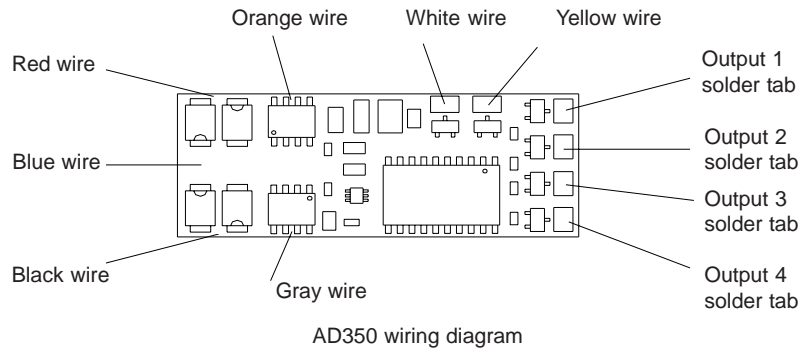 Orange wire
White wire
Yellow wire
Red wire
Output 1
solder tab
Output 2
solder tab
Blue wire
Output 3
solder tab
Black wire
Output 4
solder tab
Gray wire
AD350 wiring diagram